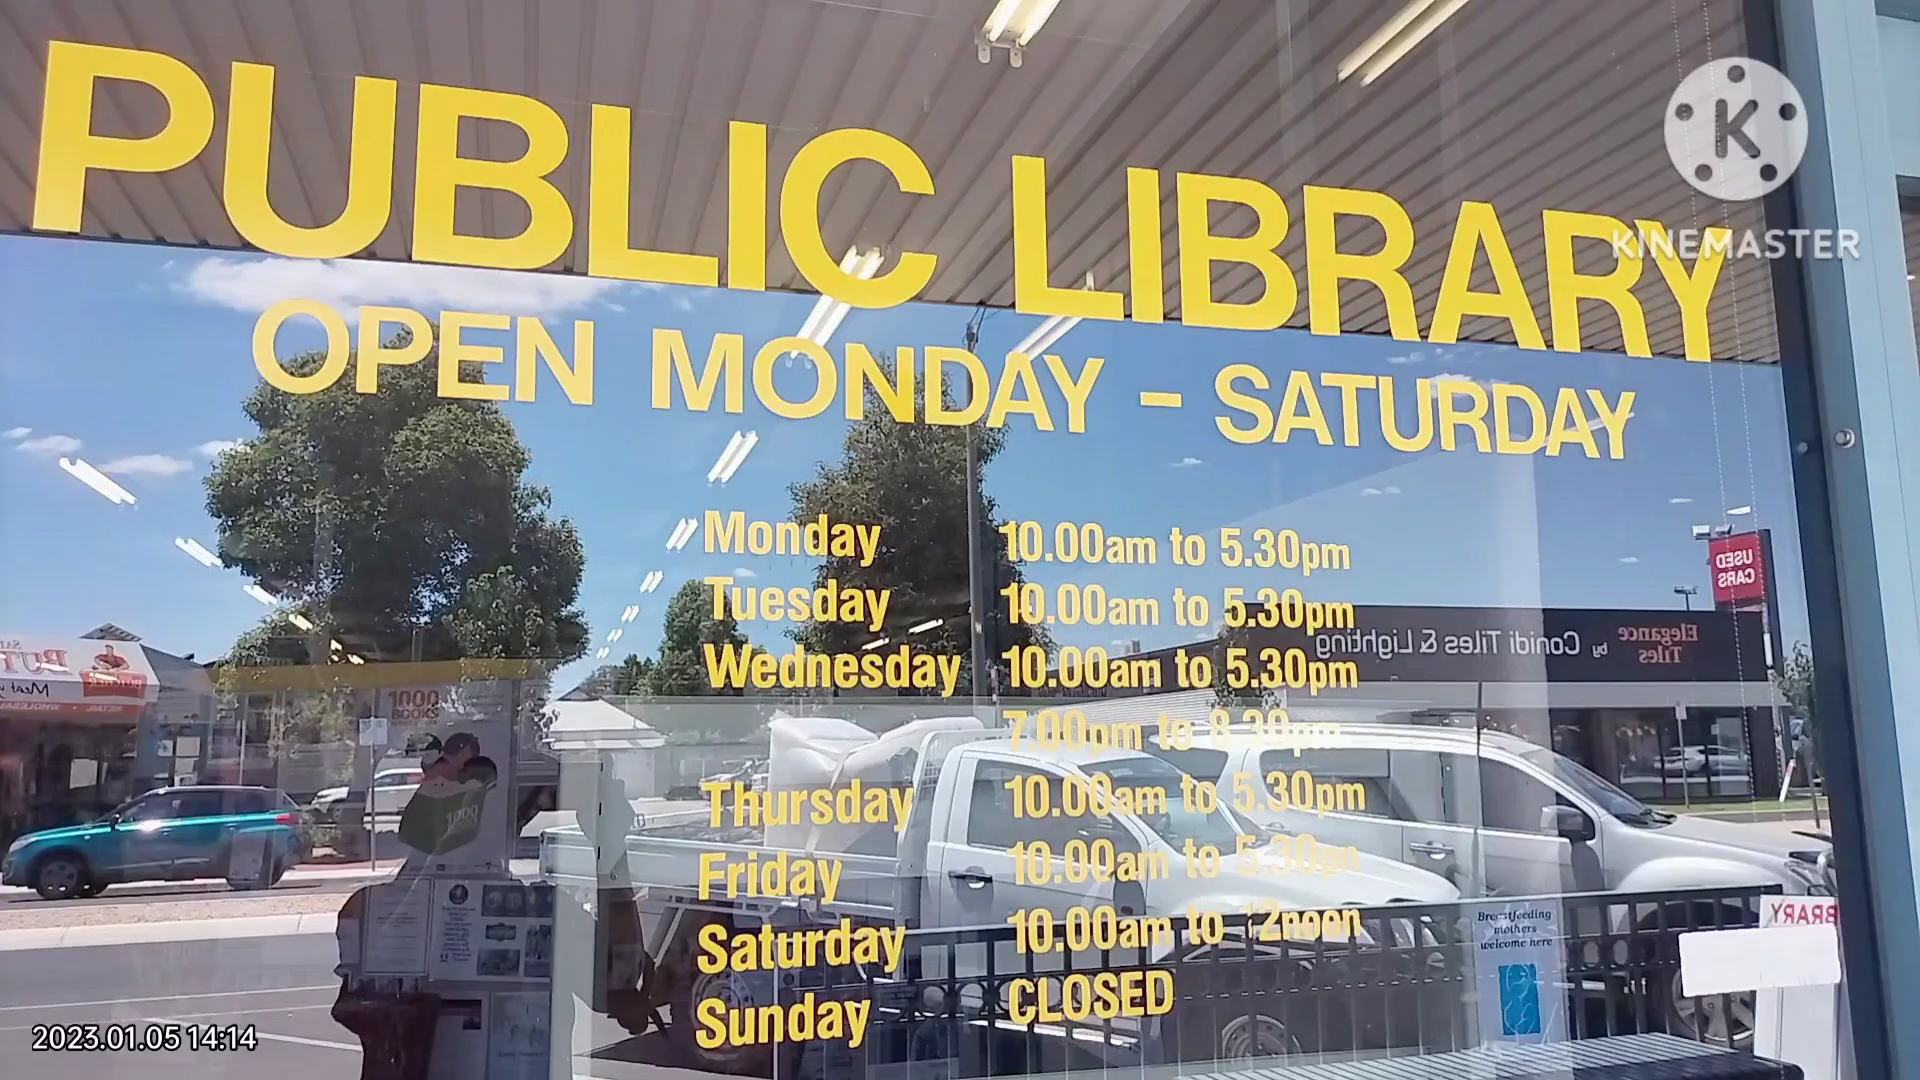 PUBLIC LIBRARY
KINEMASTER
OPEN MONDAY - SATURDAY
Monday 10.00am to 5.30pm
Tuesday 10.00am to 5.30pm
Wednesday 10.00am to 5.30pm
7.00pm to 8.30pm
Thursday 10.00am to 5.30pm
Friday 10.00am to 5.30pm
Saturday 10.00am to 12noon
Sunday CLOSED
USED
CARS
Elegance
Tiles
by Conidi Tiles & Lighting
1000
BOOKS
1000
Breastfeeding
mothers
welcome here
2023.01.05 14:14